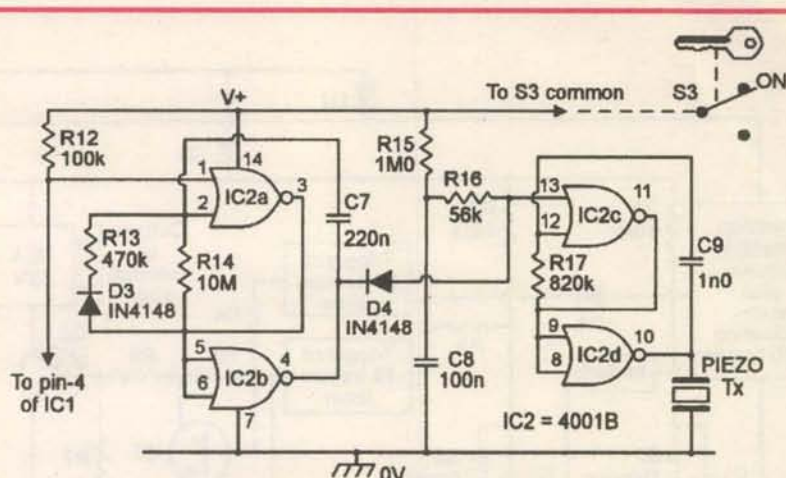 To S3 common
S3
ON
V+
R12
100k
R15
1M0
14
1
IC2a
3
2
C7
220n
R16
56k
13
IC2c
11
12
C9
1n0
R13
470k
R14
10M
D4
IN4148
R17
820k
D3
IN4148
5
IC2b
4
6
C8
100n
9
IC2d
10
8
PIEZO
Tx
To pin-4
of IC1
7
IC2 = 4001B
0V